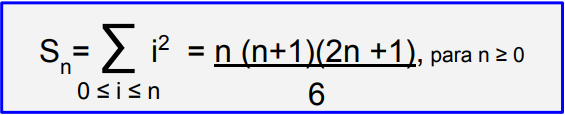 Sₙ= ∑ i² = n (n+1)(2n +1), para n ≥ 0
0 ≤ i ≤ n
6